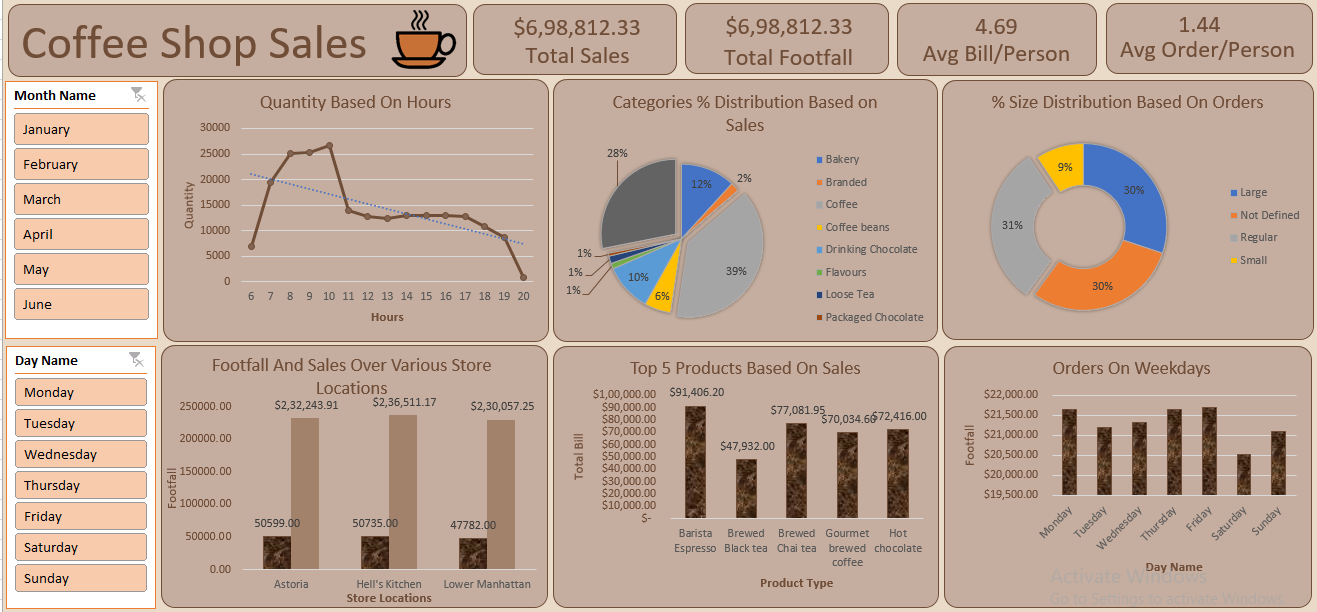 Coffee Shop Sales
$6,98,812.33
Total Sales
$6,98,812.33
Total Footfall
4.69
Avg Bill/Person
1.44
Avg Order/Person
Month Name
January
February
March
April
May
June
Day Name
Monday
Tuesday
Wednesday
Thursday
Friday
Saturday
Sunday
Quantity Based On Hours
30000
25000
20000
15000
10000
5000
0
Quantity
6 7 8 9 10 11 12 13 14 15 16 17 18 19 20
Hours
Categories % Distribution Based on
Sales
28%
12%
2%
39%
6%
10%
1%
1%
1%
Bakery
Branded
Coffee
Coffee beans
Drinking Chocolate
Flavours
Loose Tea
Packaged Chocolate
% Size Distribution Based On Orders
9%
30%
31%
30%
Large
Not Defined
Regular
Small
Footfall And Sales Over Various Store
Locations
250000.00
200000.00
150000.00
100000.00
50000.00
0.00
Footfall
$2,32,243.91
$2,36,511.17
$2,30,057.25
50599.00
50735.00
47782.00
Astoria
Hell's Kitchen
Lower Manhattan
Store Locations
Top 5 Products Based On Sales
$1,00,000.00
$90,000.00
$80,000.00
$70,000.00
$60,000.00
$50,000.00
$40,000.00
$30,000.00
$20,000.00
$10,000.00
$-
Total Bill
$91,406.20
$47,932.00
$77,081.95
$70,034.60
$72,416.00
Barista
Espresso
Brewed
Black tea
Brewed
Chai tea
Gourmet
brewed
coffee
Hot
chocolate
Product Type
Orders On Weekdays
$22,000.00
$21,500.00
$21,000.00
$20,500.00
$20,000.00
$19,500.00
Footfall
Monday
Tuesday
Wednesday
Thursday
Friday
Saturday
Sunday
Day Name
Activate Windows
Go to Settings to activate Windows.